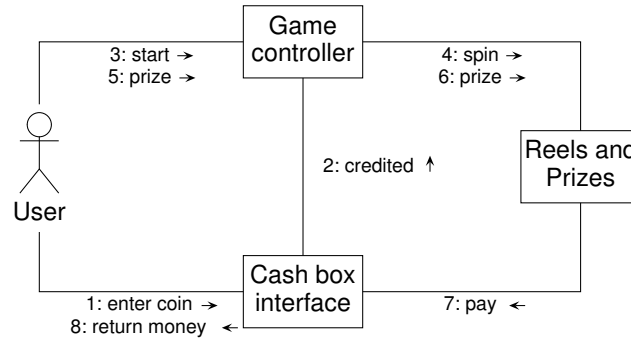 Game
controller
3: start →
5: prize →
4: spin →
6: prize →
2: credited ↑
Reels and
Prizes
User
Cash box
interface
1: enter coin →
8: return money ←
7: pay ←